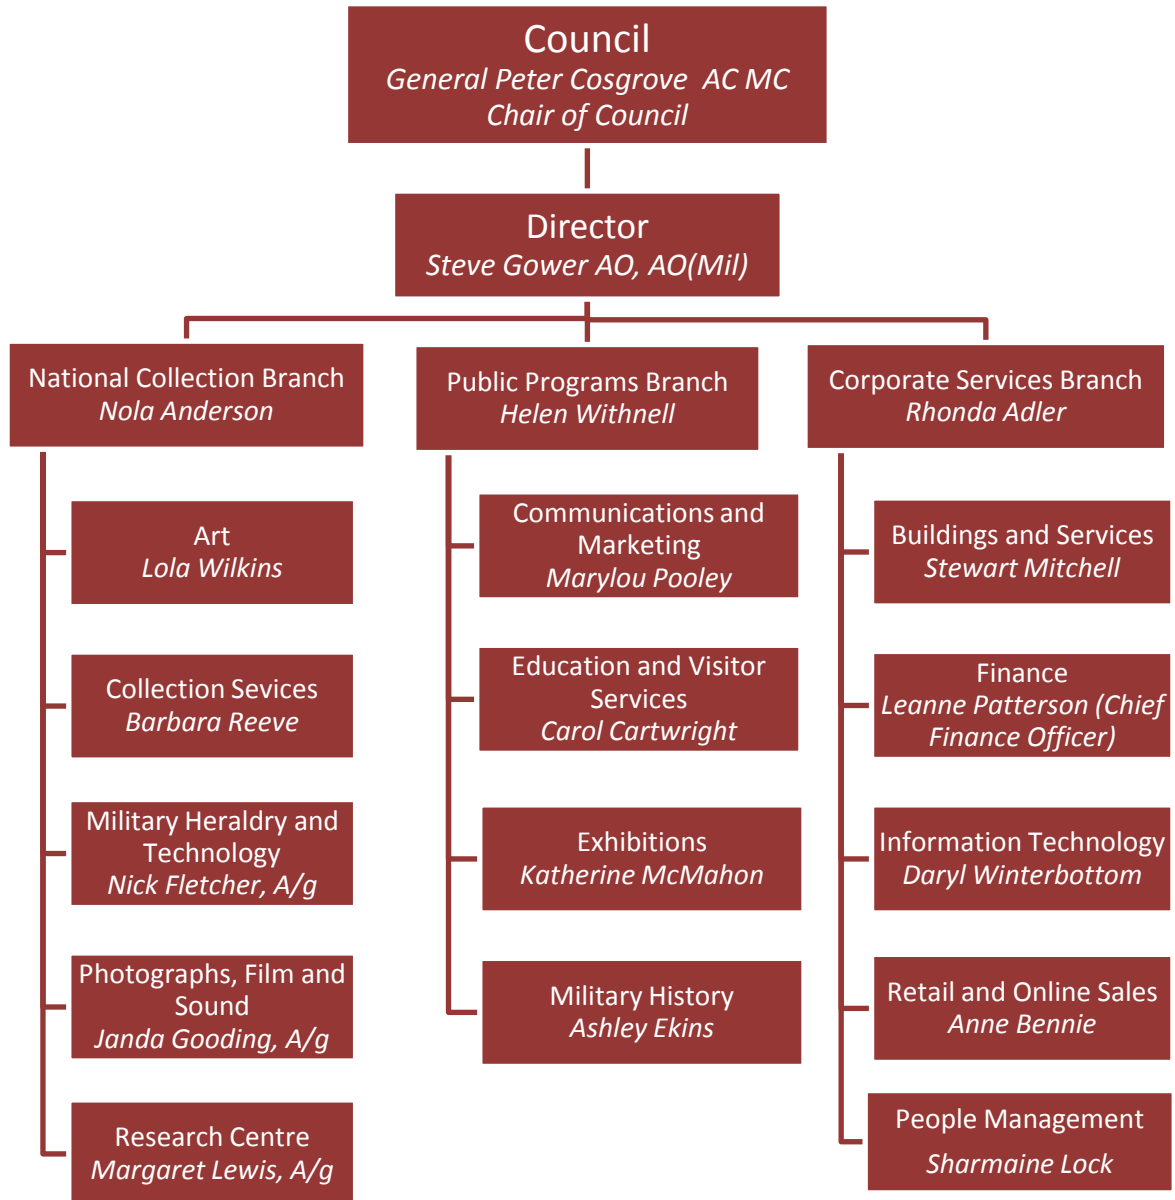 Council
General Peter Cosgrove  AC MC
Chair of Council
Director
Steve Gower AO, AO(Mil)
National Collection Branch
Nola Anderson
Art
Lola Wilkins
Collection Sevices
Barbara Reeve
Military Heraldry and
Technology
Nick Fletcher, A/g
Photographs, Film and
Sound
Janda Gooding, A/g
Research Centre
Margaret Lewis, A/g
Public Programs Branch
Helen Withnell
Communications and
Marketing
Marylou Pooley
Education and Visitor
Services
Carol Cartwright
Exhibitions
Katherine McMahon
Military History
Ashley Ekins
Corporate Services Branch
Rhonda Adler
Buildings and Services
Stewart Mitchell
Finance
Leanne Patterson (Chief
Finance Officer)
Information Technology
Daryl Winterbottom
Retail and Online Sales
Anne Bennie
People Management
Sharmaine Lock